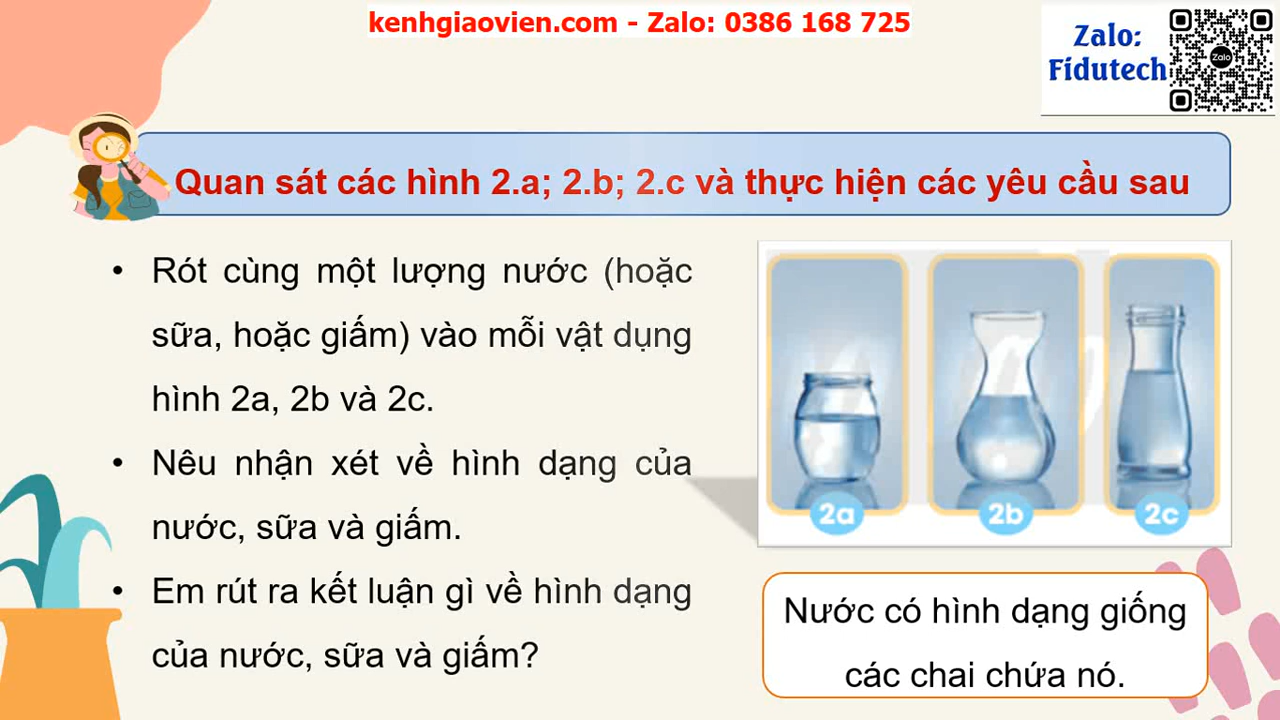 kenhgiaovien.com - Zalo: 0386 168 725
Zalo:
Fidutech
Zalo
Quan sát các hình 2.a; 2.b; 2.c và thực hiện các yêu cầu sau
• Rót cùng một lượng nước (hoặc
sữa, hoặc giấm) vào mỗi vật dụng
hình 2a, 2b và 2c.
• Nêu nhận xét về hình dạng của
nước, sữa và giấm.
• Em rút ra kết luận gì về hình dạng
của nước, sữa và giấm?
2a
2b
2c
Nước có hình dạng giống
các chai chứa nó.